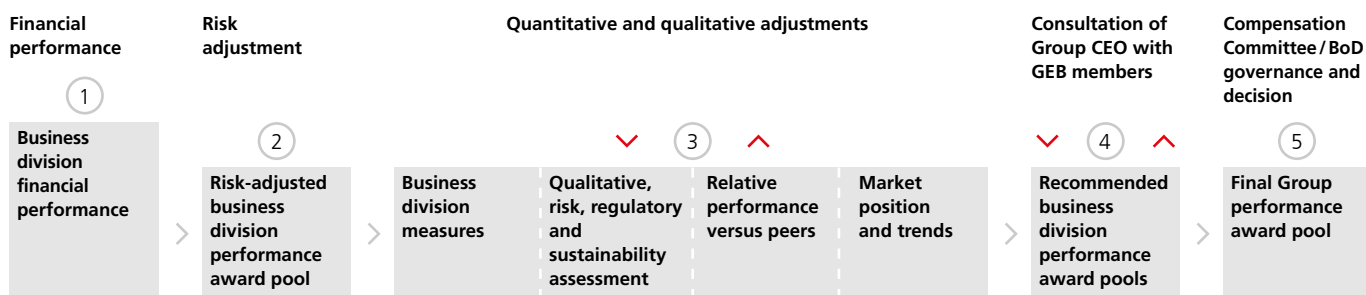 Financial
performance
1
Business
division
financial
performance
Risk
adjustment
2
Risk-adjusted
business
division
performance
award pool
Quantitative and qualitative adjustments
3
Business
division
measures
Qualitative,
risk, regulatory
and
sustainability
assessment
Relative
performance
versus peers
Market
position
and trends
Consultation of
Group CEO with
GEB members
4
Recommended
business
division
performance
award pools
Compensation
Committee/BoD
governance and
decision
5
Final Group
performance
award pool